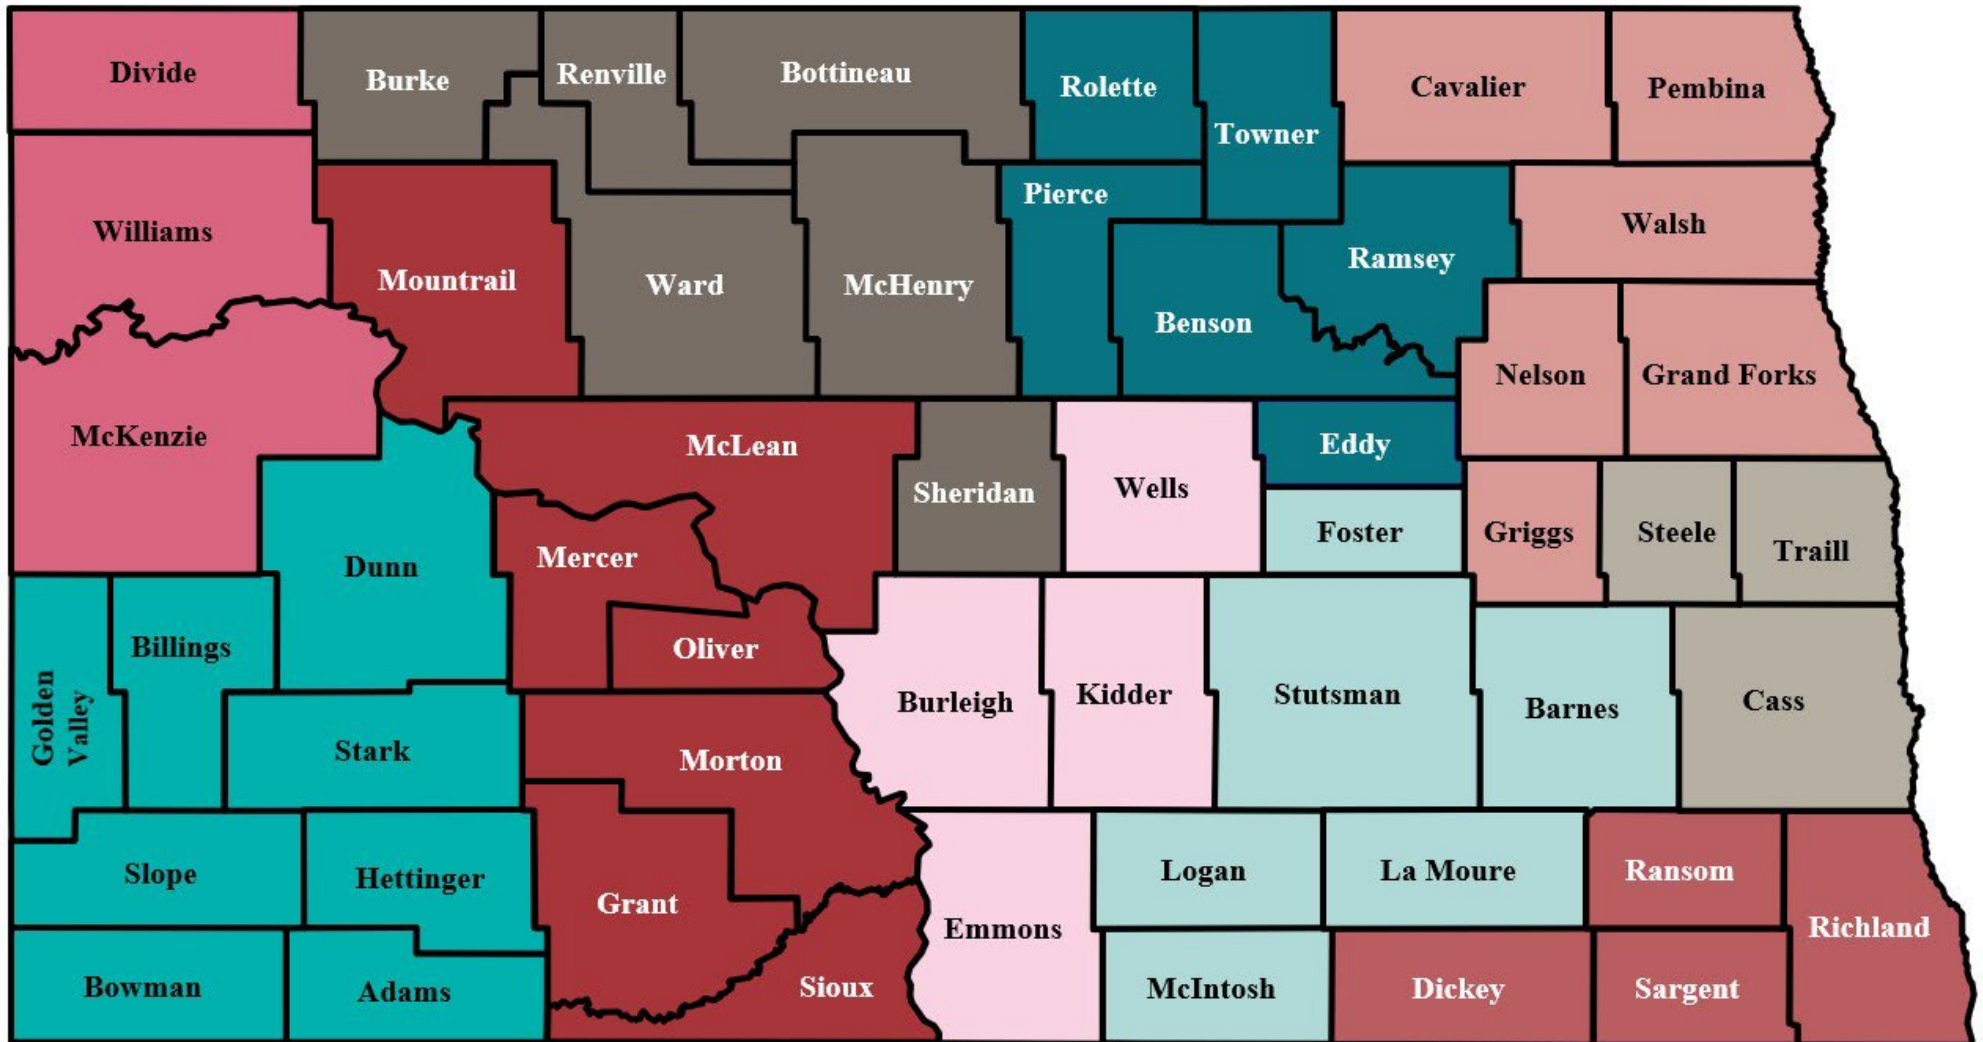 Divide
Burke
Renville
Bottineau
Rolette
Towner
Cavalier
Pembina
Williams
Mountrail
Ward
McHenry
Pierce
Benson
Ramsey
Walsh
Nelson
Grand Forks
McKenzie
McLean
Sheridan
Wells
Eddy
Foster
Griggs
Steele
Traill
Dunn
Mercer
Oliver
Golden
Valley
Billings
Stark
Morton
Burleigh
Kidder
Stutsman
Barnes
Cass
Slope
Hettinger
Grant
Emmons
Logan
La Moure
Ransom
Richland
Bowman
Adams
Sioux
McIntosh
Dickey
Sargent